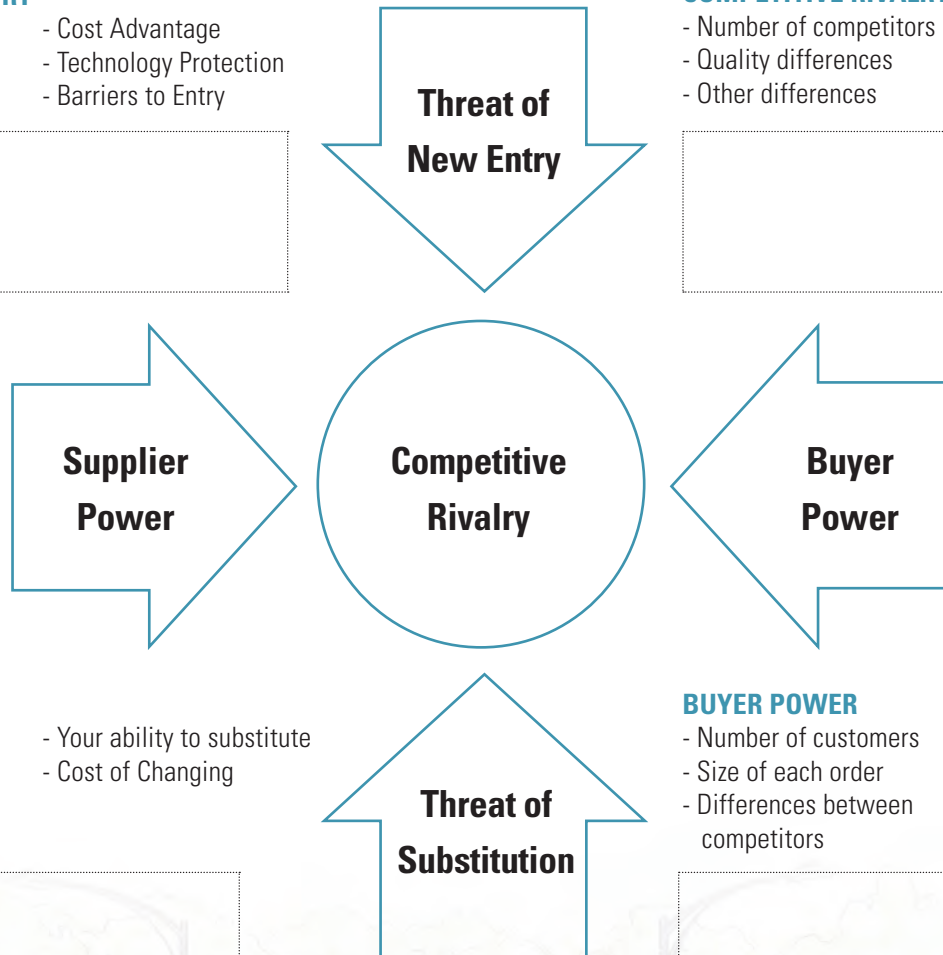 - Cost Advantage
- Technology Protection
- Barriers to Entry
- Number of competitors
- Quality differences
- Other differences
Threat of
New Entry
Supplier
Power
Competitive
Rivalry
Buyer
Power
- Your ability to substitute
- Cost of Changing
BUYER POWER
- Number of customers
- Size of each order
- Differences between
competitors
Threat of
Substitution